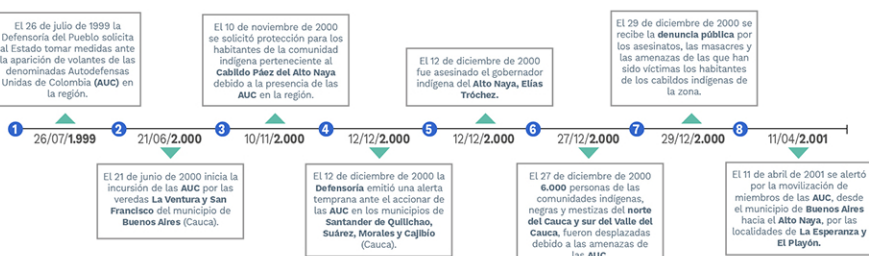 El 26 de julio de 1999 la
Defensoría del Pueblo solicita
al Estado tomar medidas ante
la aparición de volantes de las
denominadas Autodefensas
Unidas de Colombia (AUC) en
la región.
El 10 de noviembre de 2000
se solicitó protección para los
habitantes de la comunidad
indígena perteneciente al
Cabildo Páez del Alto Naya
debido a la presencia de las
AUC en la región.
El 12 de diciembre de 2000
fue asesinado el gobernador
indígena del Alto Naya, Elías
Tróchez.
El 29 de diciembre de 2000 se
recibe la denuncia pública por
los asesinatos, las masacres y
las amenazas de las que han
sido víctimas los habitantes
de los cabildos indígenas de
la zona.
1 26/07/1.999 2 21/06/2.000 3 10/11/2.000 4 12/12/2.000 5 12/12/2.000 6 27/12/2.000 7 29/12/2.000 8 11/04/2.001
El 21 de junio de 2000 inicia la
incursión de las AUC por las
veredas La Ventura y San
Francisco del municipio de
Buenos Aires (Cauca).
El 12 de diciembre de 2000 la
Defensoría emitió una alerta
temprana ante el accionar de
las AUC en los municipios de
Santander de Quilichao,
Suárez, Morales y Cajibío
(Cauca).
El 27 de diciembre de 2000
6.000 personas de las
comunidades indígenas,
negras y mestizas del norte
del Cauca y sur del Valle del
Cauca, fueron desplazadas
debido a las amenazas de
las AUC
El 11 de abril de 2001 se alertó
por la movilización de
miembros de las AUC, desde
el municipio de Buenos Aires
hacia el Alto Naya, por las
localidades de La Esperanza y
El Playón.